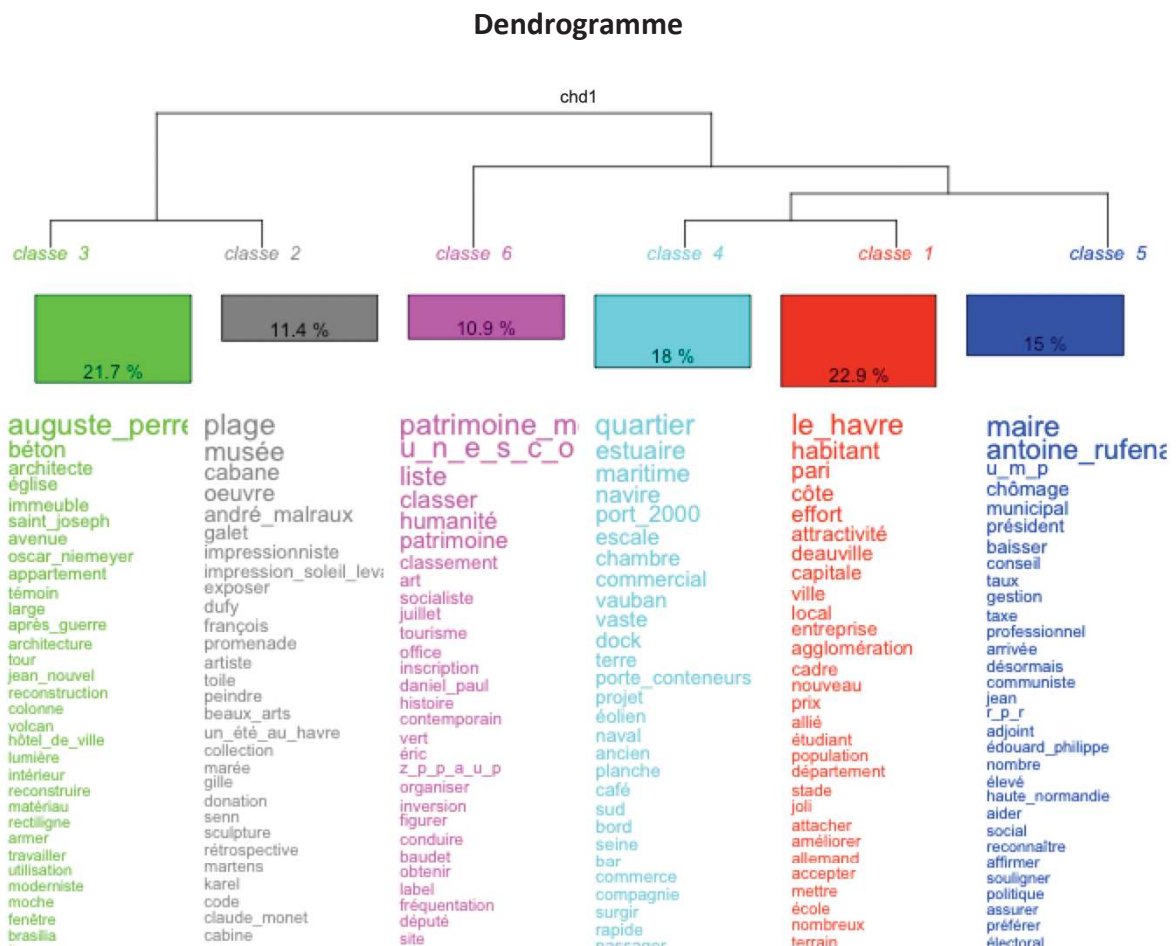 Dendrogramme
chd1
classe 3
classe 2
classe 6
classe 4
classe 1
classe 5
21.7 %
11.4 %
10.9 %
18 %
22.9 %
15 %
auguste_perre
béton
architecte
église
immeuble
saint_joseph
avenue
oscar_niemeyer
appartement
témoin
large
après_guerre
architecture
tour
jean_nouvel
reconstruction
colonne
volcan
hôtel_de_ville
lumière
intérieur
reconstruire
matériau
rectiligne
armer
travailler
utilisation
moderniste
moche
fenêtre
brasilia
plage
musée
cabane
oeuvre
andré_malraux
galet
impressionniste
impression_soleil_leva
exposer
dufy
françois
promenade
artiste
toile
peindre
beaux_arts
un_été_au_havre
collection
marée
gille
donation
senn
sculpture
rétrospective
martens
karel
code
claude_monet
cabine
patrimoine_m
u_n_e_s_c_o
liste
classer
humanité
patrimoine
classement
art
socialiste
juillet
tourisme
office
inscription
daniel_paul
histoire
contemporain
vert
éric
z_p_p_a_u_p
organiser
inversion
figurer
conduire
baudet
obtenir
label
fréquentation
député
site
quartier
estuaire
maritime
navire
port_2000
escale
chambre
commercial
vauban
vaste
dock
terre
porte_conteneurs
projet
éolien
naval
ancien
planche
café
sud
bord
seine
bar
commerce
compagnie
surgir
rapide
passager
le_havre
habitant
pari
côte
effort
attractivité
deauville
capitale
ville
local
entreprise
agglomération
cadre
nouveau
prix
allié
étudiant
population
département
stade
joli
attacher
améliorer
allemand
accepter
mettre
école
nombreux
terrain
maire
antoine_rufena
u_m_p
chômage
municipal
président
baisser
conseil
taux
gestion
taxe
professionnel
arrivée
désormais
communiste
jean
r_p_r
adjoint
édouard_philippe
nombre
élevé
haute_normandie
aider
social
reconnaître
affirmer
souligner
politique
assurer
préférer
électoral